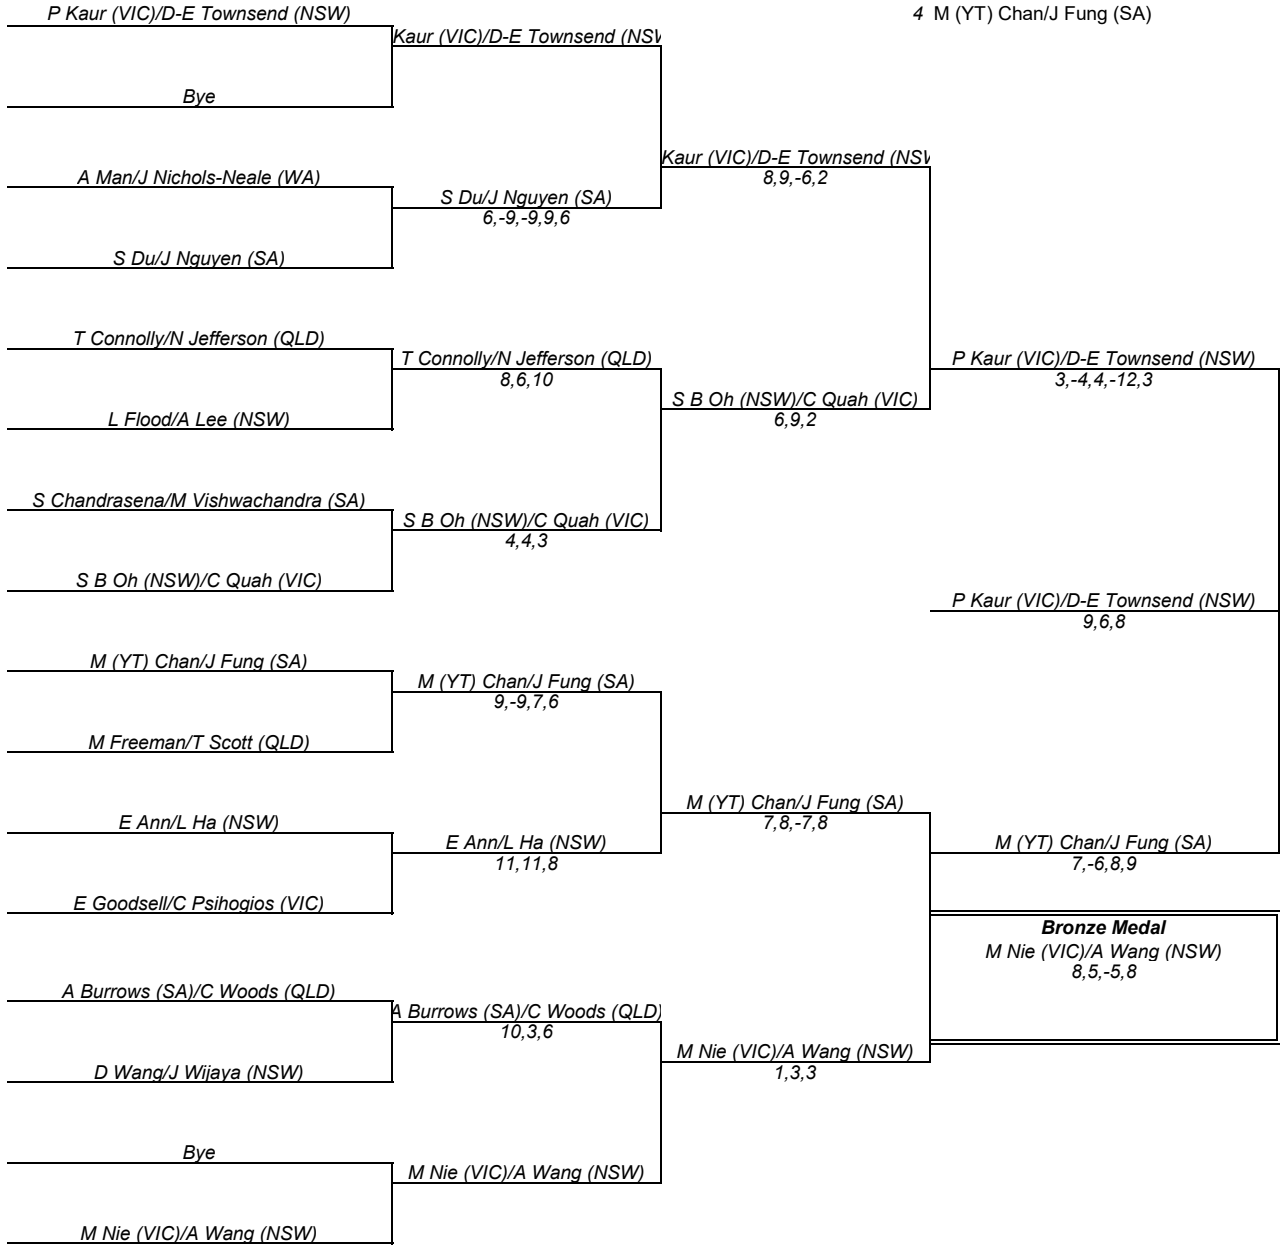 P Kaur (VIC)/D-E Townsend (NSW)
4 M (YT) Chan/J Fung (SA)
Kaur (VIC)/D-E Townsend (NSW
Bye
Kaur (VIC)/D-E Townsend (NSW
8,9,-6,2
A Man/J Nichols-Neale (WA)
S Du/J Nguyen (SA)
6,-9,-9,9,6
S Du/J Nguyen (SA)
T Connolly/N Jefferson (QLD)
T Connolly/N Jefferson (QLD)
8,6,10
P Kaur (VIC)/D-E Townsend (NSW)
3,-4,4,-12,3
S B Oh (NSW)/C Quah (VIC)
6,9,2
L Flood/A Lee (NSW)
S Chandrasena/M Vishwachandra (SA)
S B Oh (NSW)/C Quah (VIC)
4,4,3
S B Oh (NSW)/C Quah (VIC)
P Kaur (VIC)/D-E Townsend (NSW)
9,6,8
M (YT) Chan/J Fung (SA)
M (YT) Chan/J Fung (SA)
9,-9,7,6
M Freeman/T Scott (QLD)
M (YT) Chan/J Fung (SA)
7,8,-7,8
E Ann/L Ha (NSW)
E Ann/L Ha (NSW)
11,11,8
M (YT) Chan/J Fung (SA)
7,-6,8,9
E Goodsell/C Psihogios (VIC)
Bronze Medal
M Nie (VIC)/A Wang (NSW)
8,5,-5,8
A Burrows (SA)/C Woods (QLD)
A Burrows (SA)/C Woods (QLD)
10,3,6
M Nie (VIC)/A Wang (NSW)
1,3,3
D Wang/J Wijaya (NSW)
Bye
M Nie (VIC)/A Wang (NSW)
M Nie (VIC)/A Wang (NSW)